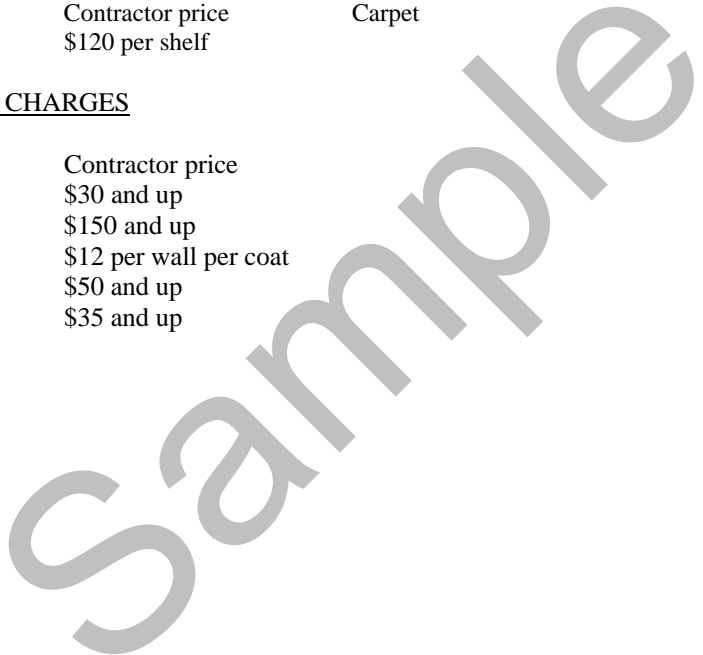 Contractor price Carpet
$120 per shelf
CHARGES
Contractor price
$30 and up
$150 and up
$12 per wall per coat
$50 and up
$35 and up
Sample